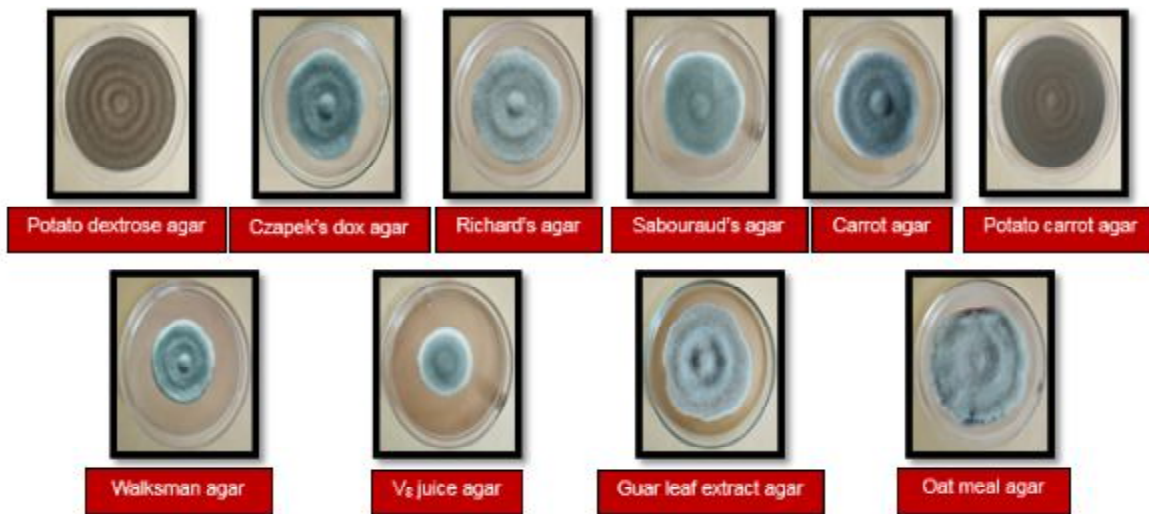 Potato dextrose agar
Czapek's dox agar
Richard's agar
Sabouraud's agar
Carrot agar
Potato carrot agar
Walksman agar
V₈ juice agar
Guar leaf extract agar
Oat meal agar